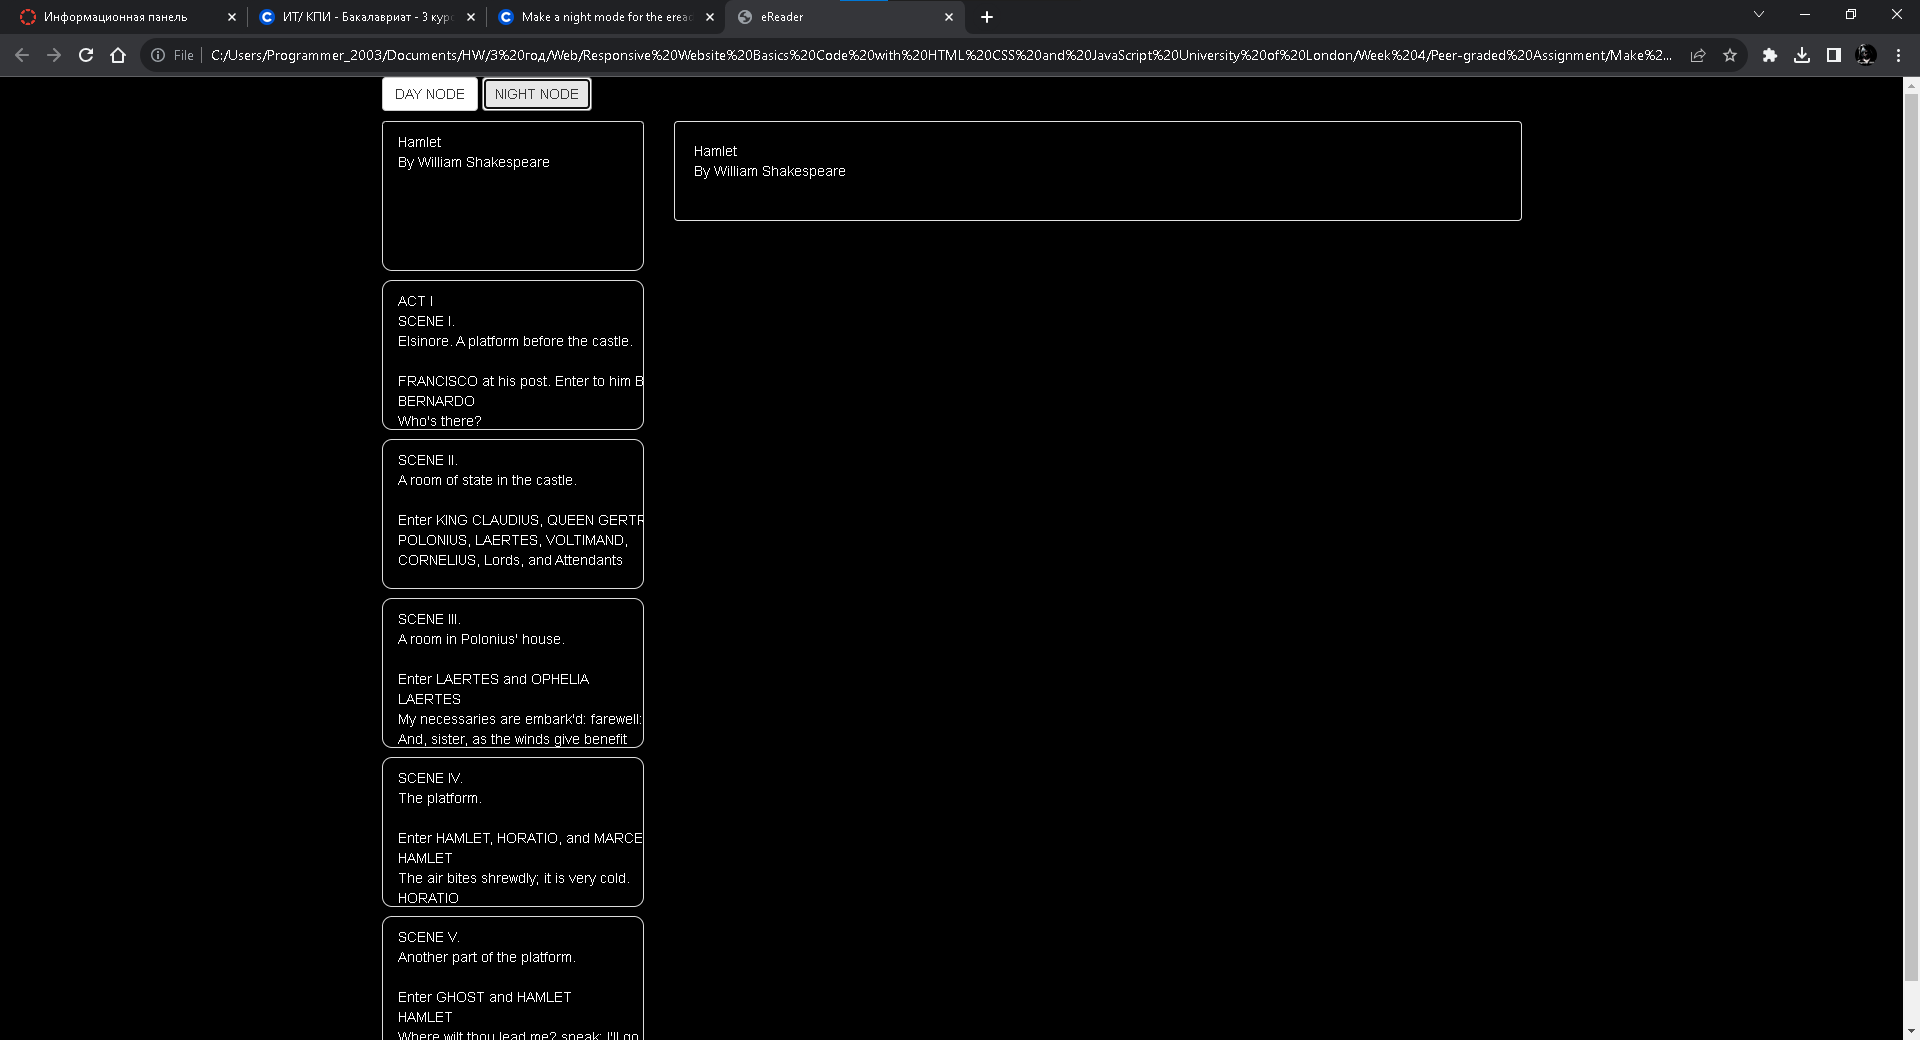 Информационная панель
ИТ/ КПИ - Бакалавриат - 3 кур
Make a night mode for the erea
eReader
File
C:/Users/Programmer_2003/Documents/HW/3%20год/Web/Responsive%20Website%20Basics%20Code%20with%20HTML%20CSS%20and%20JavaScript%20University%20of%20London/Week%204/Peer-graded%20Assignment/Make%2...
DAY NODE
NIGHT NODE
Hamlet
By William Shakespeare
Hamlet
By William Shakespeare
ACT I
SCENE I.
Elsinore. A platform before the castle.
FRANCISCO at his post. Enter to him B
BERNARDO
Who's there?
SCENE II.
A room of state in the castle.
Enter KING CLAUDIUS, QUEEN GERTR
POLONIUS, LAERTES, VOLTIMAND,
CORNELIUS, Lords, and Attendants
SCENE III.
A room in Polonius' house.
Enter LAERTES and OPHELIA
LAERTES
My necessaries are embark'd: farewell:
And, sister, as the winds give benefit
SCENE IV.
The platform.
Enter HAMLET, HORATIO, and MARCE
HAMLET
The air bites shrewdly; it is very cold.
HORATIO
SCENE V.
Another part of the platform.
Enter GHOST and HAMLET
HAMLET
Where wilt thou lead me? speak; I'll go